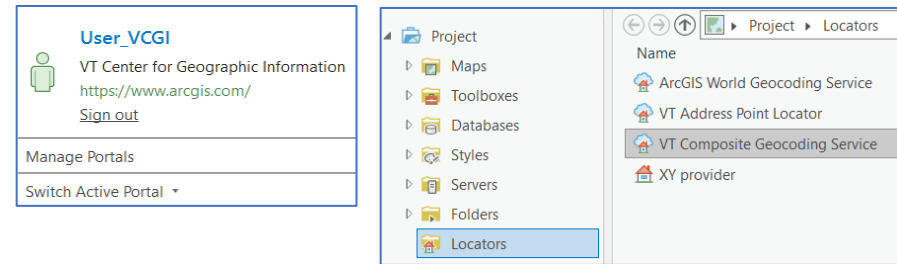 User_VCGI
VT Center for Geographic Information
https://www.arcgis.com/
Sign out
Manage Portals
Switch Active Portal
Project
Maps
Toolboxes
Databases
Styles
Servers
Folders
Locators
Project Locators
Name
ArcGIS World Geocoding Service
VT Address Point Locator
VT Composite Geocoding Service
XY provider